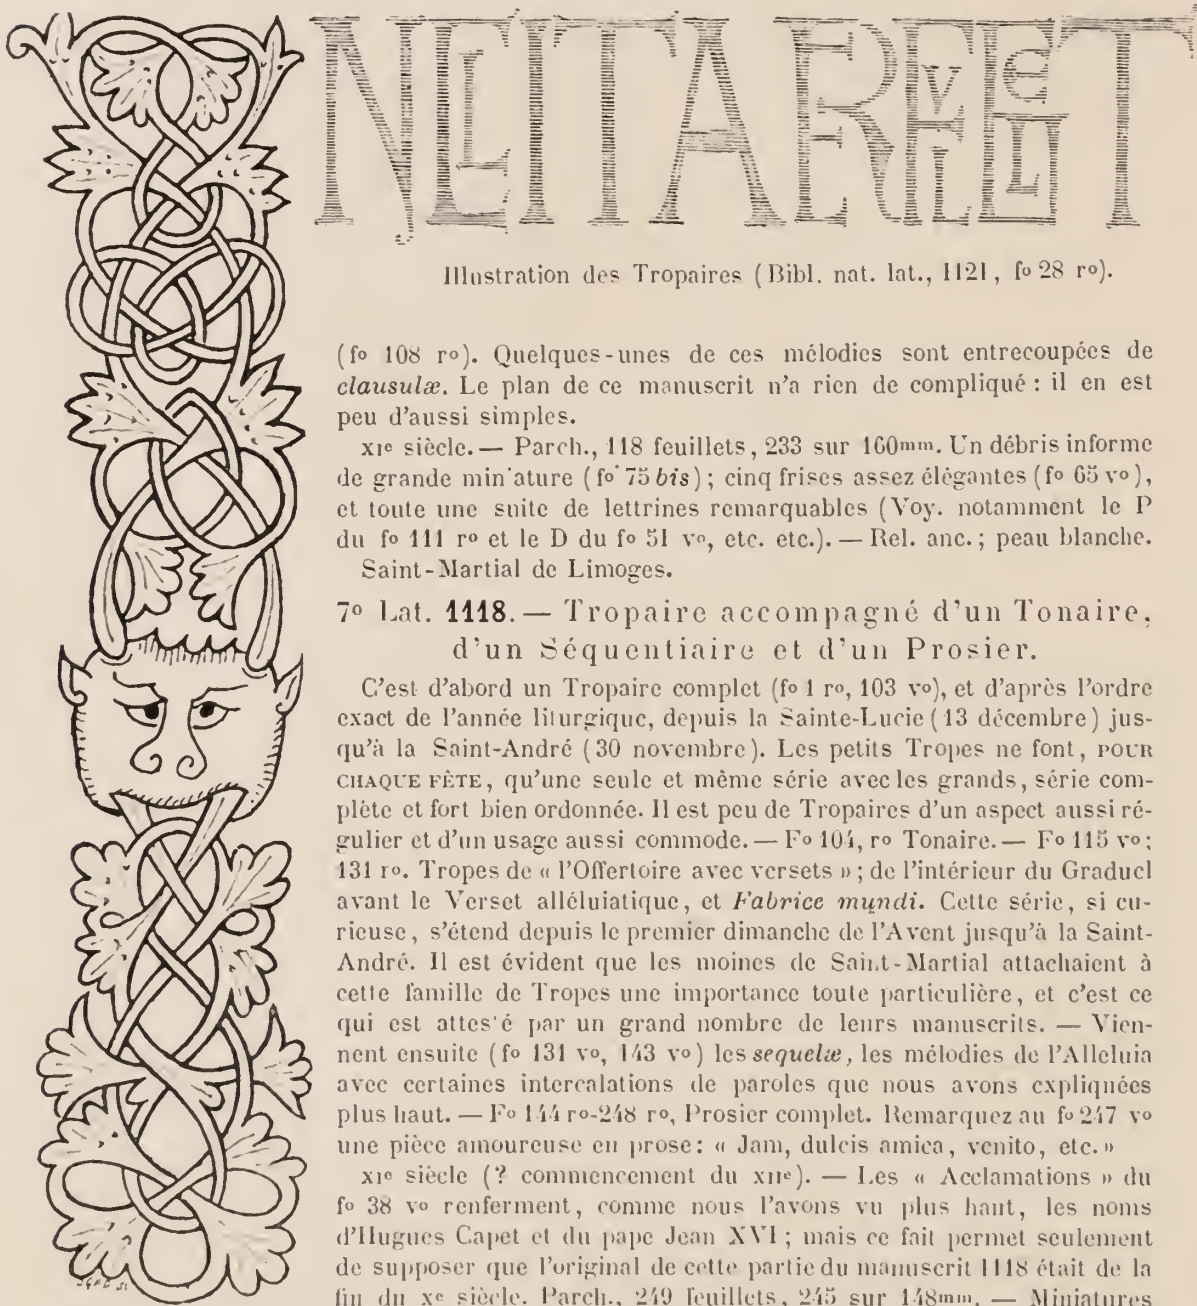 Illustration des Tropaires (Bibl. nat. lat., 1121, fo 28 ro).
(fo 108 ro). Quelques-unes de ces mélodies sont entrecoupées de
clausulæ. Le plan de ce manuscrit n'a rien de compliqué : il en est
peu d'aussi simples.
XIe siècle. — Parch., 118 feuillets, 233 sur 160mm. Un débris informe
de grande miniature (fo 75 bis) ; cinq frises assez élégantes (fo 65 vo),
et toute une suite de lettrines remarquables (Voy. notamment le P
du fo 111 ro et le D du fo 51 vo, etc. etc.). — Rel. anc. ; peau blanche.
Saint-Martial de Limoges.
7o Lat. 1118. — Tropaire accompagné d'un Tonaire,
d'un Séquentiaire et d'un Prosier.
C'est d'abord un Tropaire complet (fo 1 ro, 103 vo), et d'après l'ordre
exact de l'année liturgique, depuis la Sainte-Lucie (13 décembre) jus-
qu'à la Saint-André (30 novembre). Les petits Tropes ne font, POUR
CHAQUE FÊTE, qu'une seule et même série avec les grands, série com-
plète et fort bien ordonnée. Il est peu de Tropaires d'un aspect aussi ré-
gulier et d'un usage aussi commode. — Fo 104, ro Tonaire. — Fo 115 vo ;
131 ro. Tropes de « l'Offertoire avec versets » ; de l'intérieur du Graduel
avant le Verset alléluiatique, et Fabrice mundi. Cette série, si cu-
rieuse, s'étend depuis le premier dimanche de l'Avent jusqu'à la Saint-
André. Il est évident que les moines de Saint-Martial attachaient à
cette famille de Tropes une importance toute particulière, et c'est ce
qui est attesté par un grand nombre de leurs manuscrits. — Vien-
nent ensuite (fo 131 vo, 143 vo) les sequelæ, les mélodies de l'Alleluia
avec certaines intercalations de paroles que nous avons expliquées
plus haut. — Fo 144 ro-248 ro, Prosier complet. Remarquez au fo 247 vo
une pièce amoureuse en prose : « Jam, dulcis amica, venito, etc. »
XIe siècle (? commencement du XIIe). — Les « Acclamations » du
fo 38 vo renferment, comme nous l'avons vu plus haut, les noms
d'Hugues Capet et du pape Jean XVI ; mais ce fait permet seulement
de supposer que l'original de cette partie du manuscrit 1118 était de la
fin du Xe siècle. Parch., 249 feuillets, 245 sur 148mm. — Miniatures